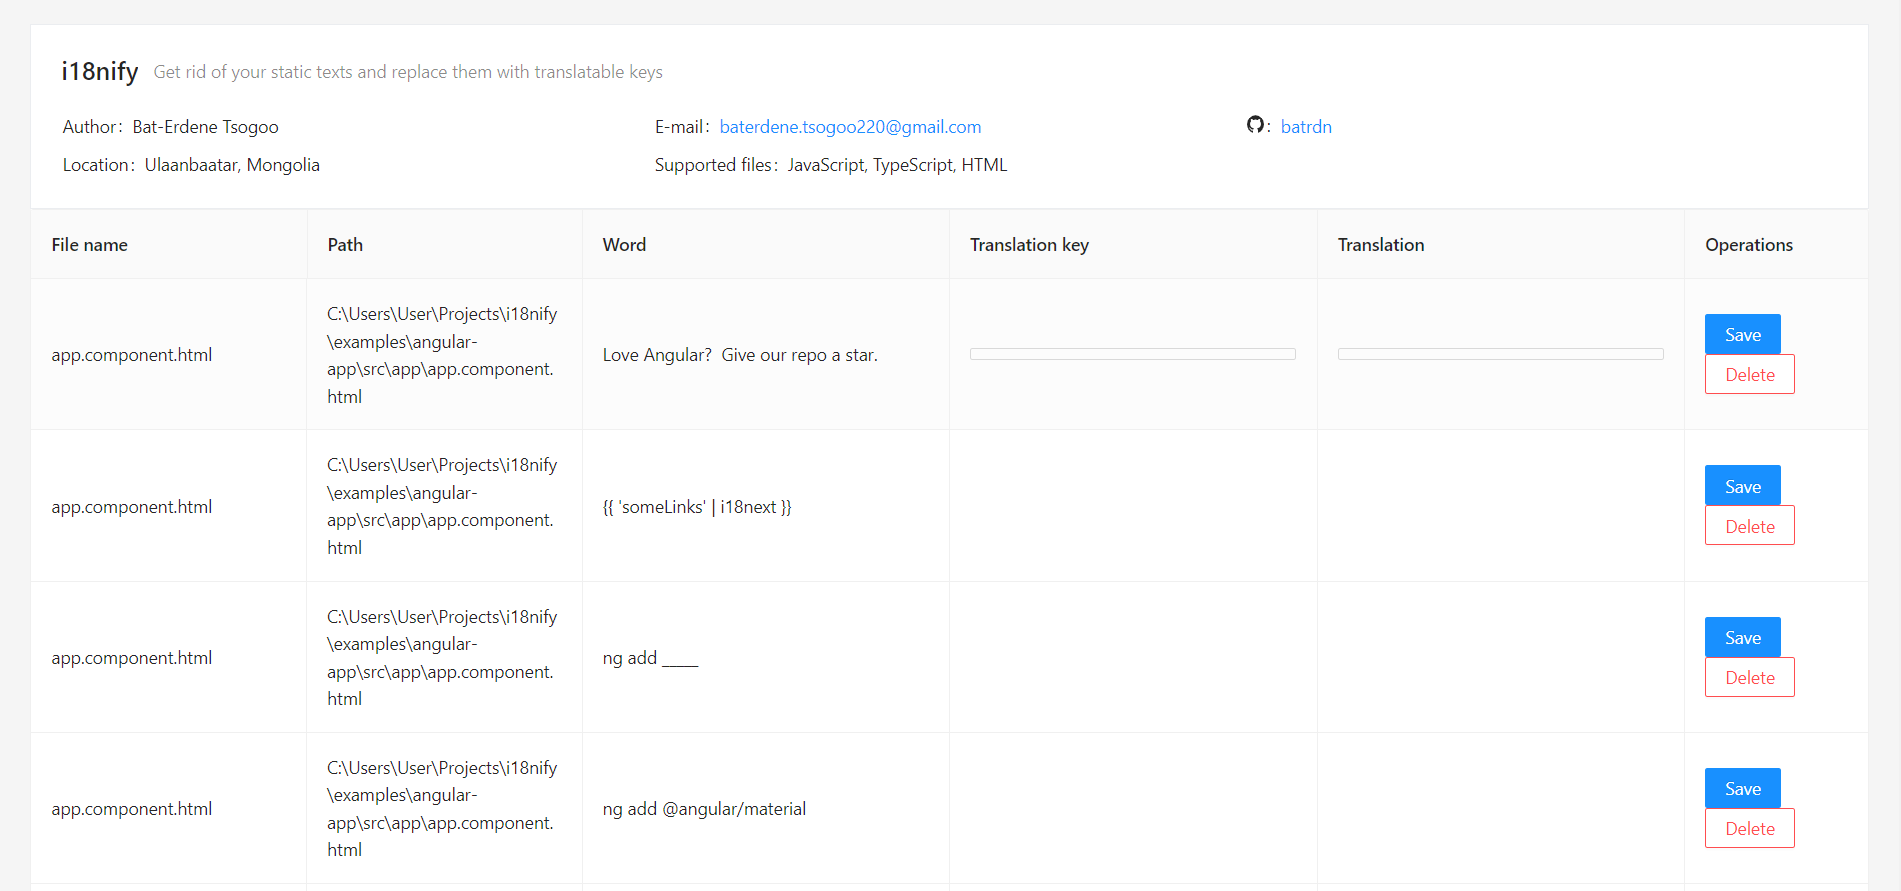 i18nify Get rid of your static texts and replace them with translatable keys
Author: Bat-Erdene Tsogoo E-mail: baterdene.tsogoo220@gmail.com : batrdn
Location: Ulaanbaatar, Mongolia Supported files: JavaScript, TypeScript, HTML
File name Path Word Translation key Translation Operations
app.component.html
C:\Users\User\Projects\i18nify
\examples\angular-
app\src\app\app.component.
html
Love Angular?  Give our repo a star.
Save
Delete
app.component.html
C:\Users\User\Projects\i18nify
\examples\angular-
app\src\app\app.component.
html
{{ 'someLinks' | i18next }}
Save
Delete
app.component.html
C:\Users\User\Projects\i18nify
\examples\angular-
app\src\app\app.component.
html
ng add _____
Save
Delete
app.component.html
C:\Users\User\Projects\i18nify
\examples\angular-
app\src\app\app.component.
html
ng add @angular/material
Save
Delete